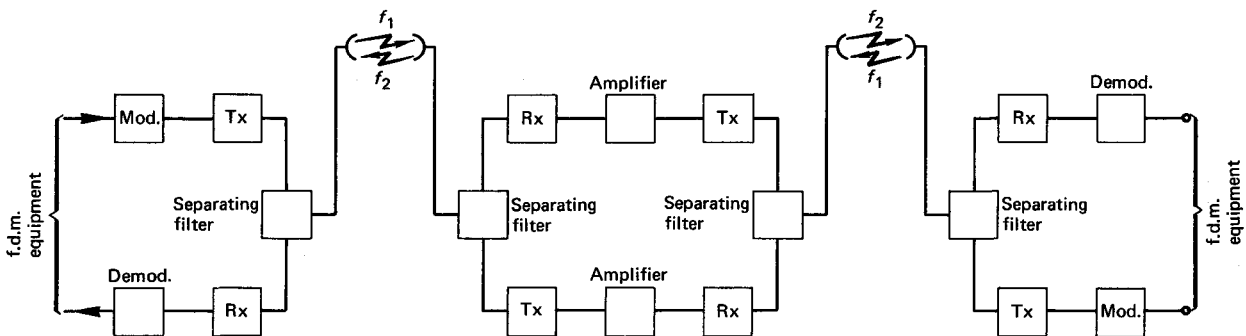 f₁
f₂
f₂
f₁
Mod.
Tx
Rx
Amplifier
Tx
Rx
Demod.
f.d.m.
equipment
Separating
filter
Separating
filter
Separating
filter
Separating
filter
f.d.m.
equipment
Demod.
Rx
Tx
Amplifier
Rx
Tx
Mod.